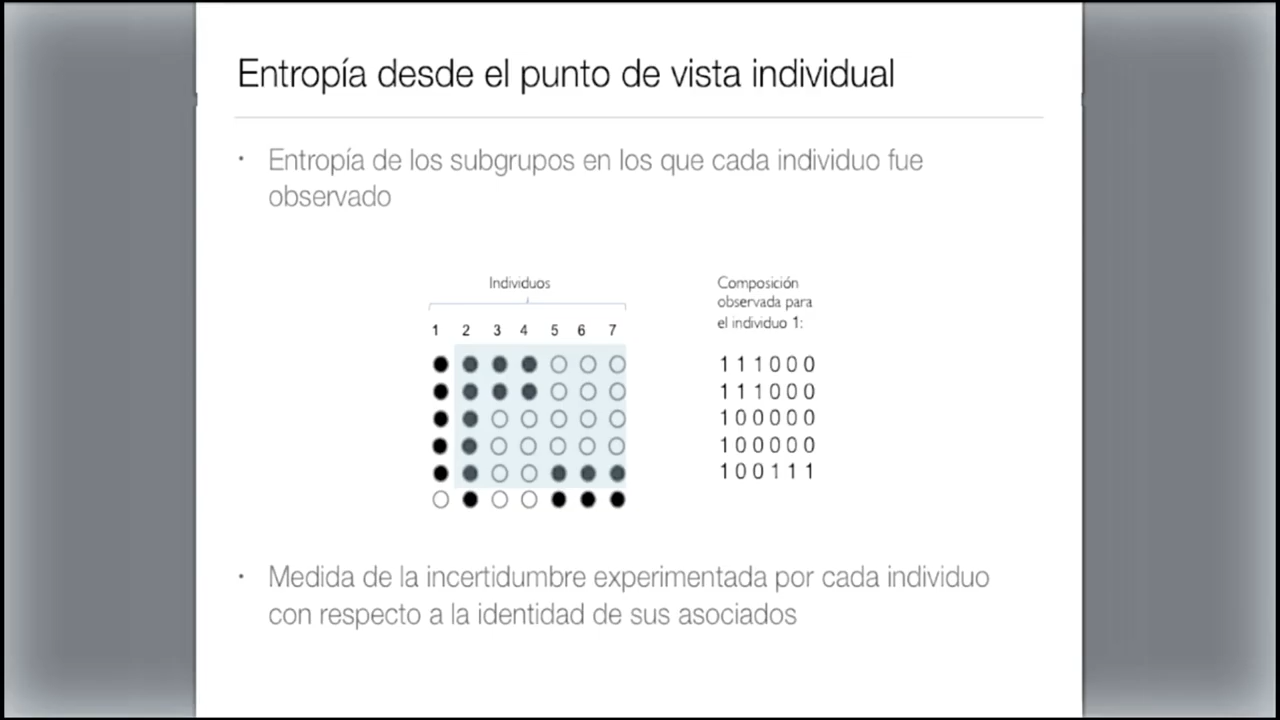 Entropía desde el punto de vista individual
· Entropía de los subgrupos en los que cada individuo fue
observado
Individuos
1 2 3 4 5 6 7
Composición
observada para
el individuo 1:
1 1 1 0 0 0
1 1 1 0 0 0
1 0 0 0 0 0
1 0 0 0 0 0
1 0 0 1 1 1
· Medida de la incertidumbre experimentada por cada individuo
con respecto a la identidad de sus asociados